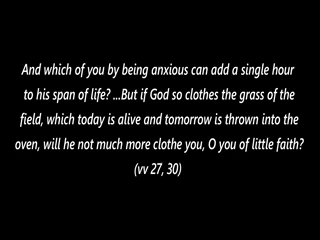 And which of you by being anxious can add a single hour
to his span of life? ...But if God so clothes the grass of the
field, which today is alive and tomorrow is thrown into the
oven, will he not much more clothe you, O you of little faith?
(vv 27, 30)